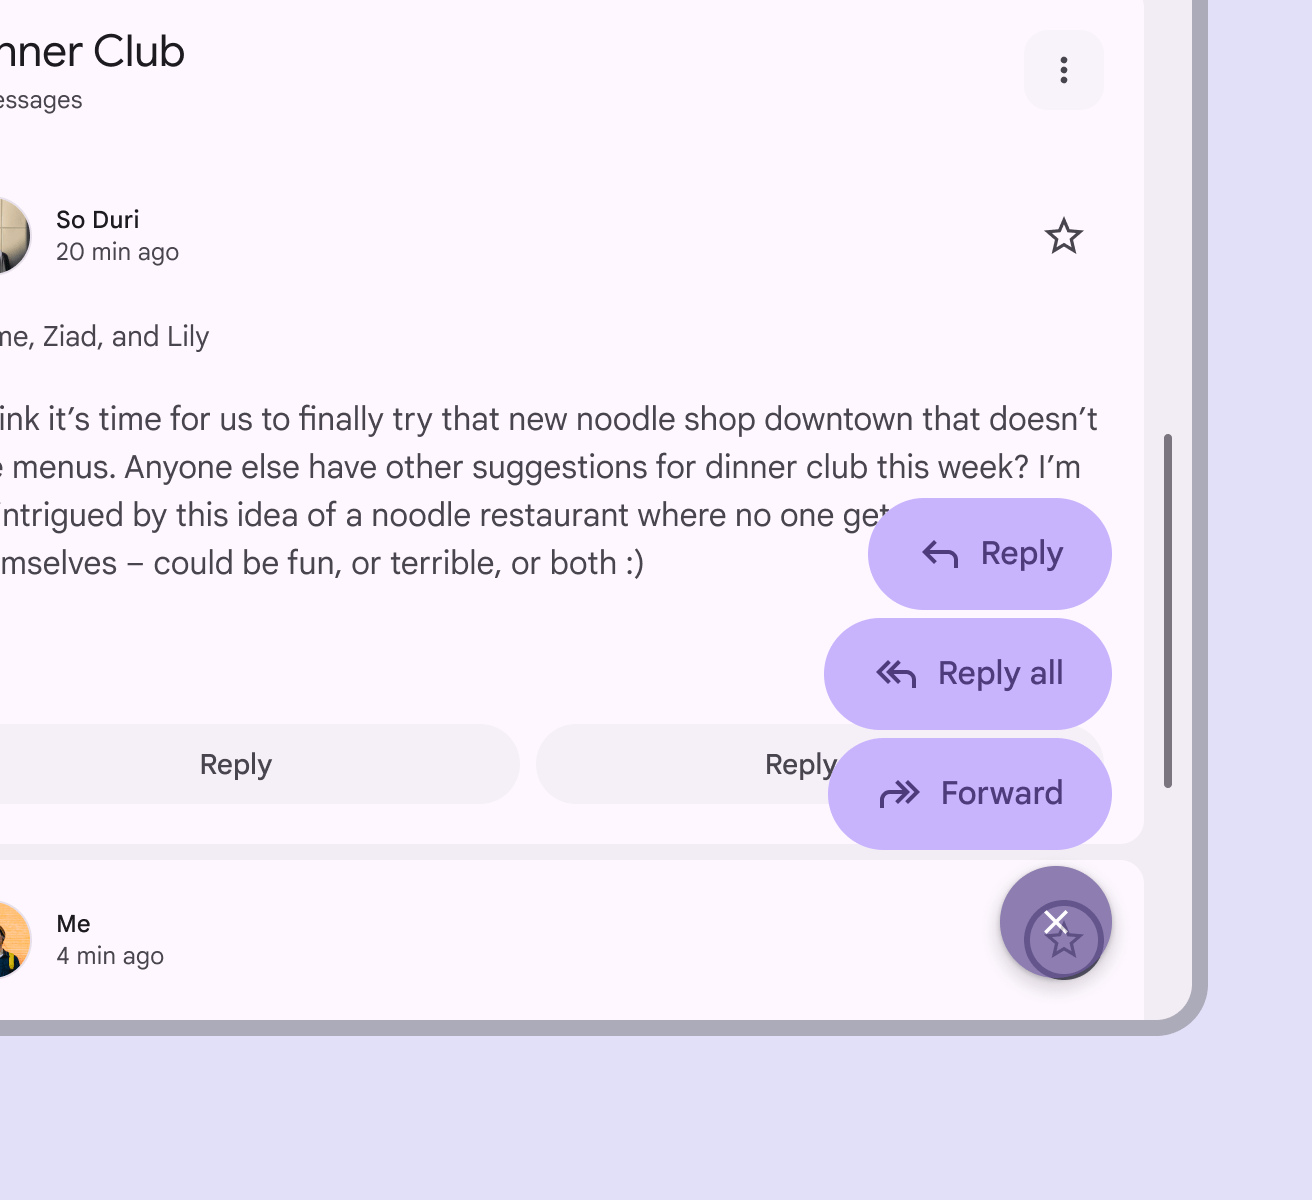 nner Club
essages
So Duri
20 min ago
me, Ziad, and Lily
ink it’s time for us to finally try that new noodle shop downtown that doesn’t
e menus. Anyone else have other suggestions for dinner club this week? I’m
intrigued by this idea of a noodle restaurant where no one get
mselves – could be fun, or terrible, or both :)
Reply
Reply all
Reply
Reply
Forward
Me
4 min ago